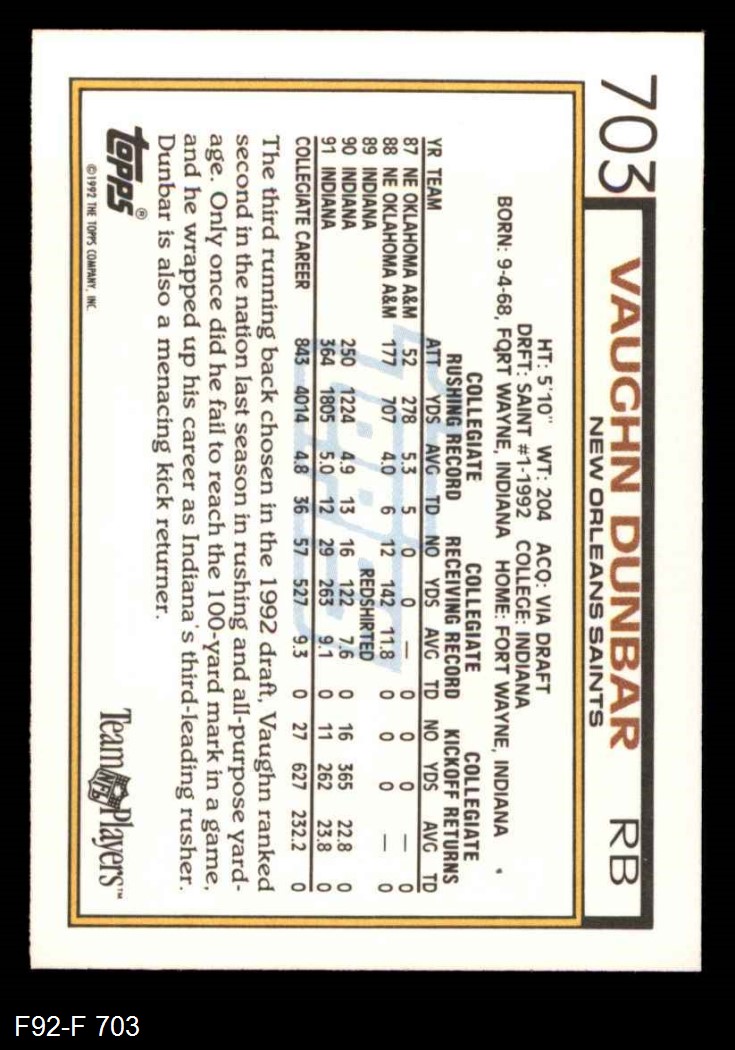 703 VAUGHN DUNBAR RB
NEW ORLEANS SAINTS
HT: 5'10" WT: 204 ACQ: VIA DRAFT
DRFT: SAINT #1-1992 COLLEGE: INDIANA
BORN: 9-4-68, FORT WAYNE, INDIANA HOME: FORT WAYNE, INDIANA
COLLEGIATE COLLEGIATE COLLEGIATE
RUSHING RECORD RECEIVING RECORD KICKOFF RETURNS
YR TEAM ATT YDS AVG TD NO YDS AVG TD NO YDS AVG TD
87 NE OKLAHOMA A&M 52 278 5.3 5 0 0 — 0 0 0 — 0
88 NE OKLAHOMA A&M 177 707 4.0 6 12 142 11.8 0 0 0 — 0
89 INDIANA REDSHIRTED
90 INDIANA 250 1224 4.9 13 16 122 7.6 0 16 365 22.8 0
91 INDIANA 364 1805 5.0 12 29 263 9.1 0 11 262 23.8 0
COLLEGIATE CAREER 843 4014 4.8 36 57 527 9.3 0 27 627 232.2 0
The third running back chosen in the 1992 draft, Vaughn ranked
second in the nation last season in rushing and all-purpose yard-
age. Only once did he fail to reach the 100-yard mark in a game,
and he wrapped up his career as Indiana's third-leading rusher.
Dunbar is also a menacing kick returner.
Topps®
©1992 THE TOPPS COMPANY, INC.
Team NFL Players™
F92-F 703